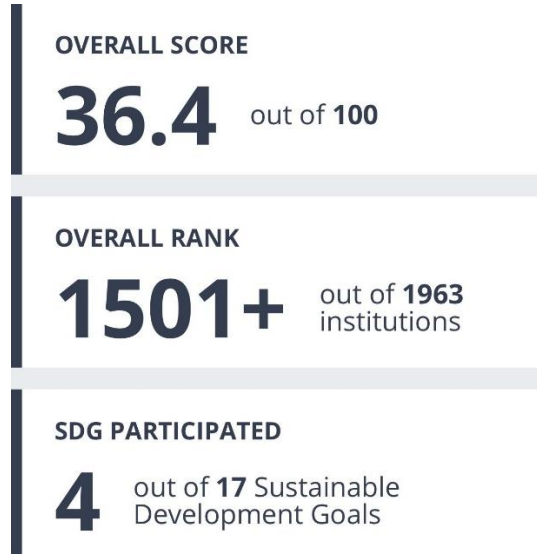 OVERALL SCORE
36.4 out of 100
OVERALL RANK
1501+ out of 1963
institutions
SDG PARTICIPATED
4 out of 17 Sustainable
Development Goals